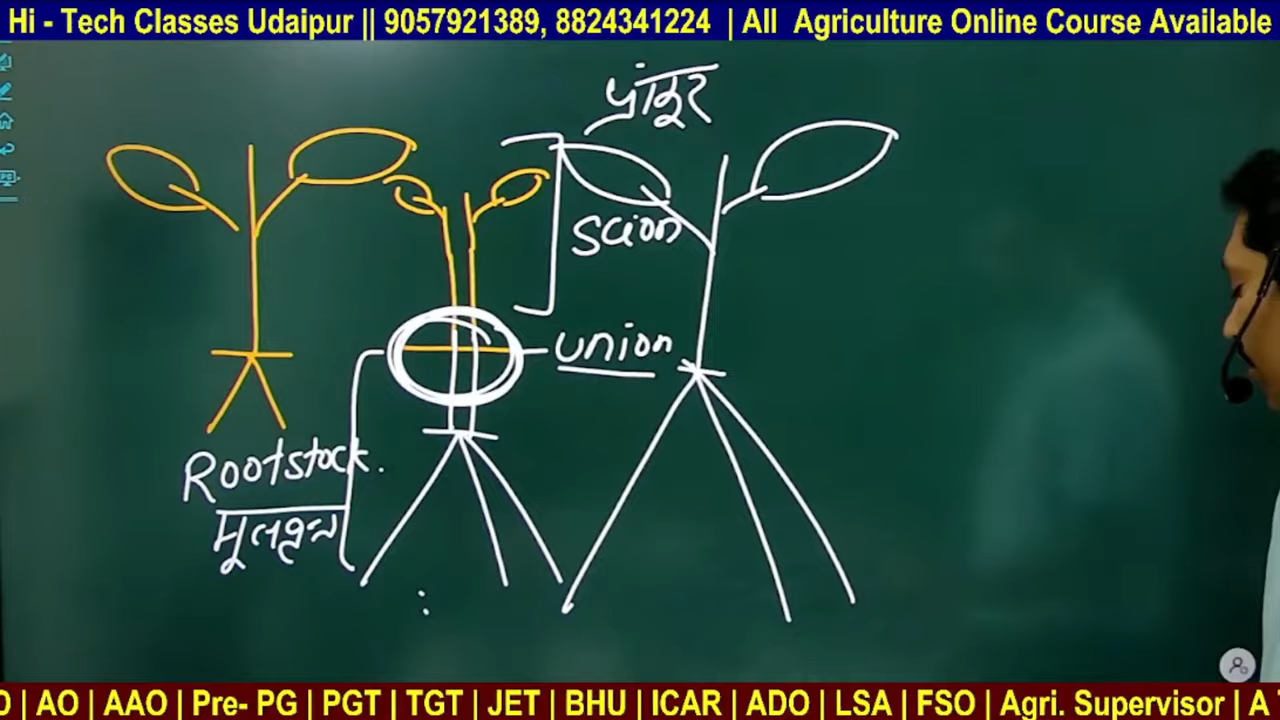 Hi - Tech Classes Udaipur || 9057921389, 8824341224 | All Agriculture Online Course Available
प्रांकूर
Scion
union
Rootstock.
मूलवृन्त
O | AO | AAO | Pre- PG | PGT | TGT | JET | BHU | ICAR | ADO | LSA | FSO | Agri. Supervisor | A